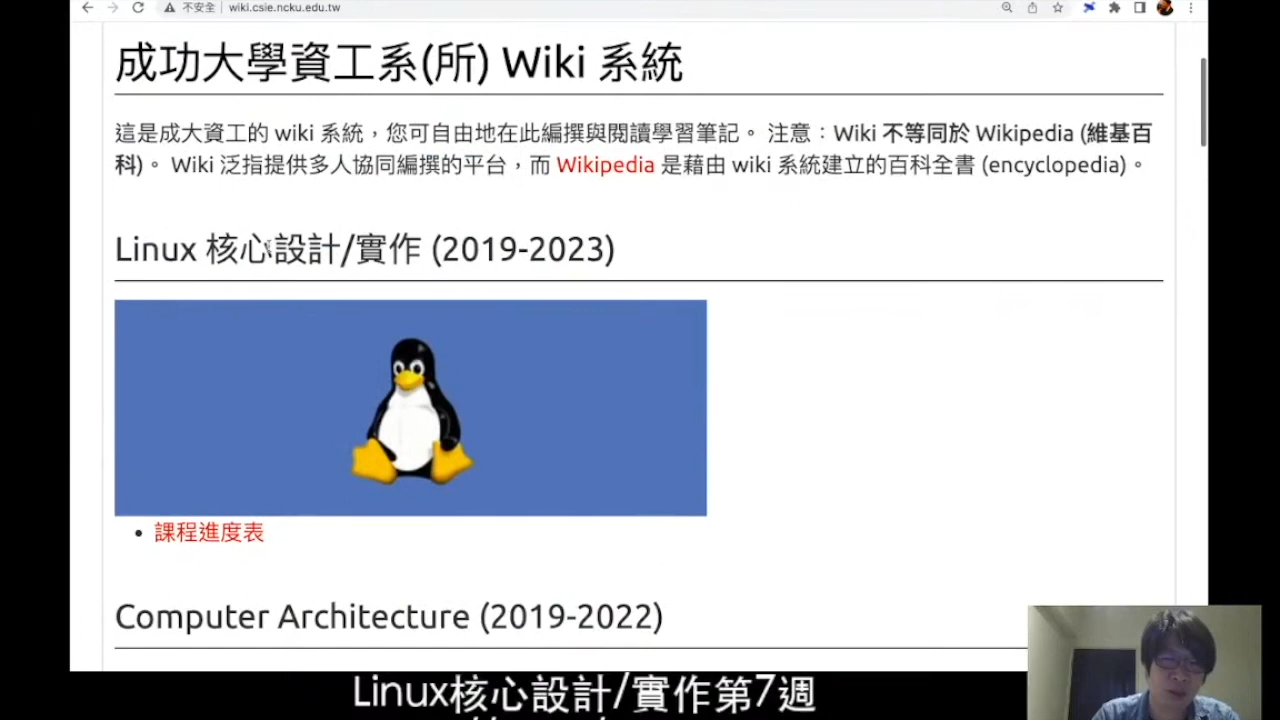 不安全 | wiki.csie.ncku.edu.tw
成功大學資工系(所) Wiki 系統
這是成大資工的 wiki 系統，您可自由地在此編撰與閱讀學習筆記。 注意：Wiki 不等同於 Wikipedia (維基百
科)。 Wiki 泛指提供多人協同編撰的平台，而 Wikipedia 是藉由 wiki 系統建立的百科全書 (encyclopedia)。
Linux 核心設計/實作 (2019-2023)
課程進度表
Computer Architecture (2019-2022)
Linux核心設計/實作第7週